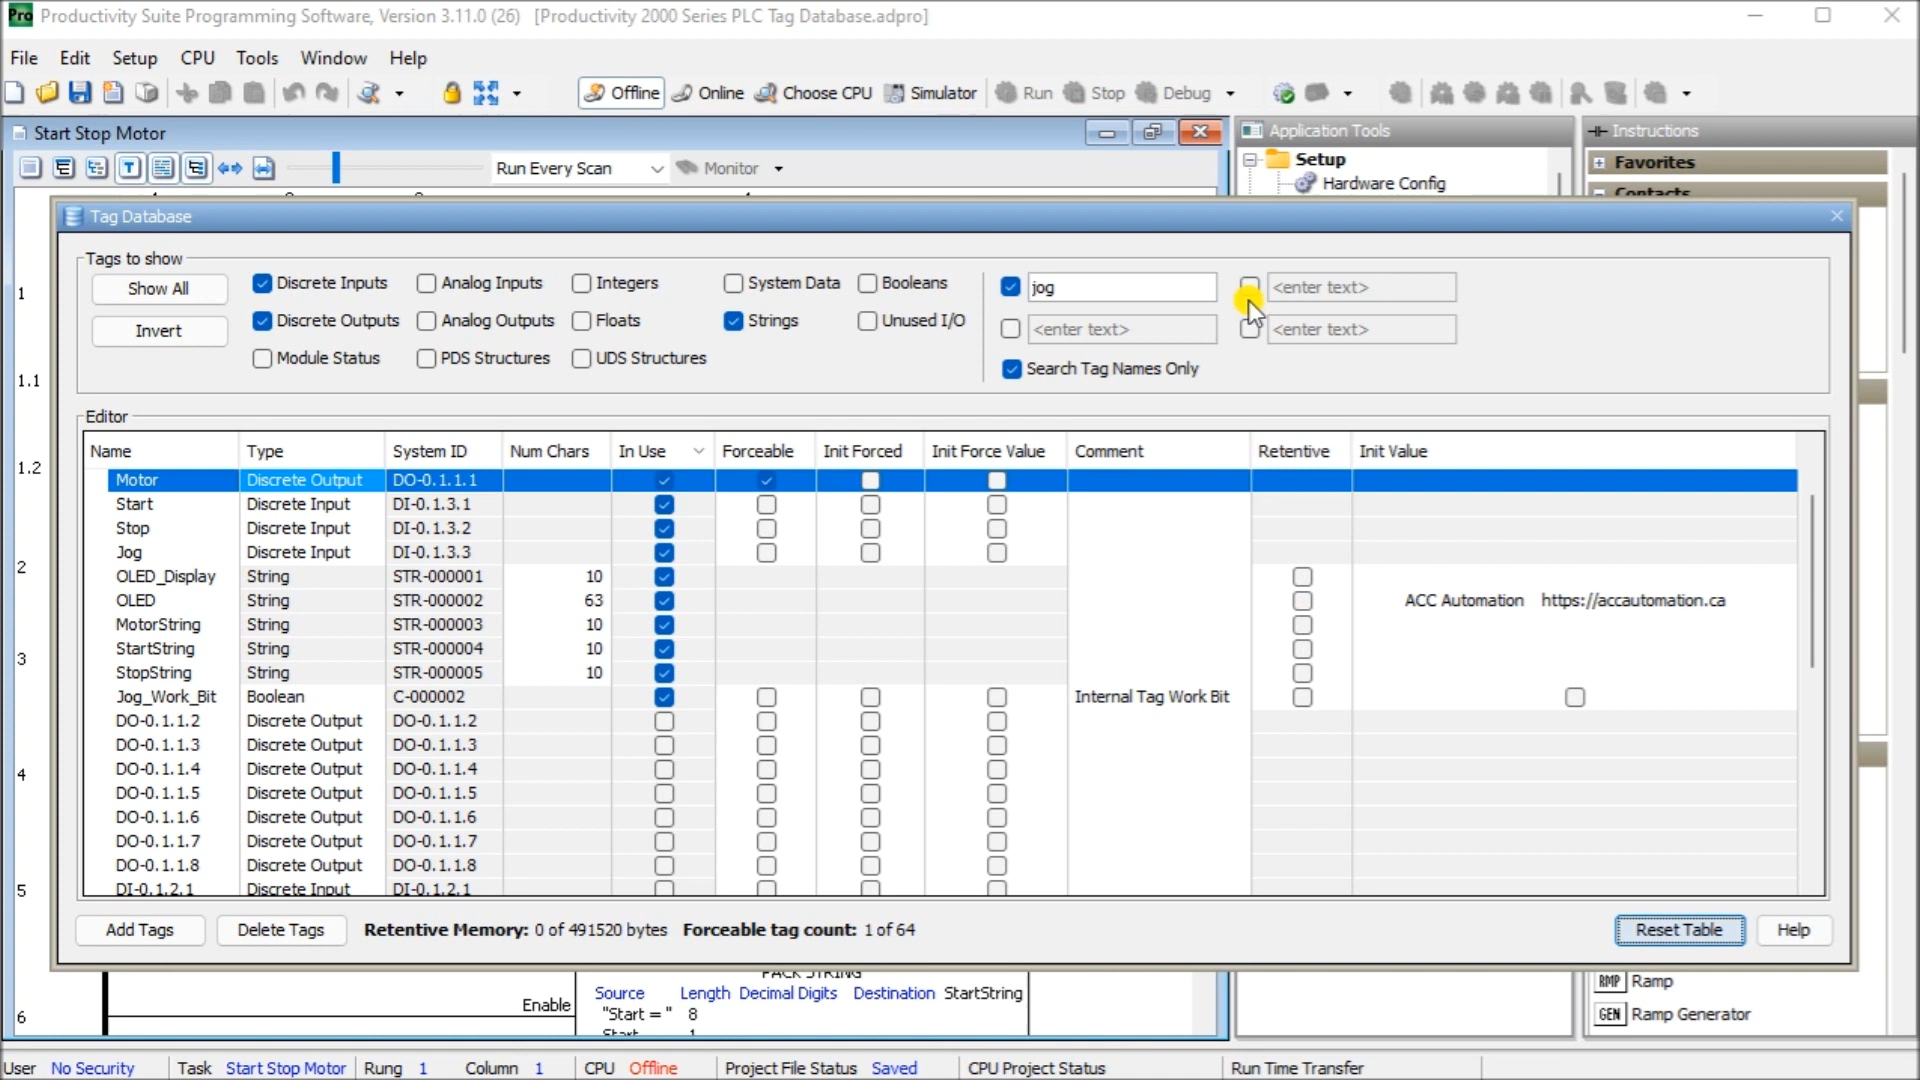 Pro Productivity Suite Programming Software, Version 3.11.0 (26) [Productivity 2000 Series PLC Tag Database.adpro]
File Edit Setup CPU Tools Window Help
Offline Online Choose CPU Simulator Run Stop Debug
Start Stop Motor
Application Tools
Instructions
Run Every Scan Monitor
Setup
Hardware Config
Favorites
Contacts
Tag Database
Tags to show
Show All
Invert
Discrete Inputs Analog Inputs Integers System Data Booleans
Discrete Outputs Analog Outputs Floats Strings Unused I/O
Module Status PDS Structures UDS Structures
jog <enter text>
<enter text> <enter text>
Search Tag Names Only
Editor
Name Type System ID Num Chars In Use Forceable Init Forced Init Force Value Comment Retentive Init Value
Motor Discrete Output DO-0.1.1.1
Start Discrete Input DI-0.1.3.1
Stop Discrete Input DI-0.1.3.2
Jog Discrete Input DI-0.1.3.3
OLED_Display String STR-000001 10
OLED String STR-000002 63 ACC Automation https://accautomation.ca
MotorString String STR-000003 10
StartString String STR-000004 10
StopString String STR-000005 10
Jog_Work_Bit Boolean C-000002 Internal Tag Work Bit
DO-0.1.1.2 Discrete Output DO-0.1.1.2
DO-0.1.1.3 Discrete Output DO-0.1.1.3
DO-0.1.1.4 Discrete Output DO-0.1.1.4
DO-0.1.1.5 Discrete Output DO-0.1.1.5
DO-0.1.1.6 Discrete Output DO-0.1.1.6
DO-0.1.1.7 Discrete Output DO-0.1.1.7
DO-0.1.1.8 Discrete Output DO-0.1.1.8
DI-0.1.2.1 Discrete Input DI-0.1.2.1
Add Tags Delete Tags Retentive Memory: 0 of 491520 bytes Forceable tag count: 1 of 64 Reset Table Help
1
1.1
1.2
2
3
4
5
6
PACK STRING
Enable
Source Length Decimal Digits Destination StartString
"Start = " 8
Start 1
RMP Ramp
GEN Ramp Generator
User No Security Task Start Stop Motor Rung 1 Column 1 CPU Offline Project File Status Saved CPU Project Status Run Time Transfer